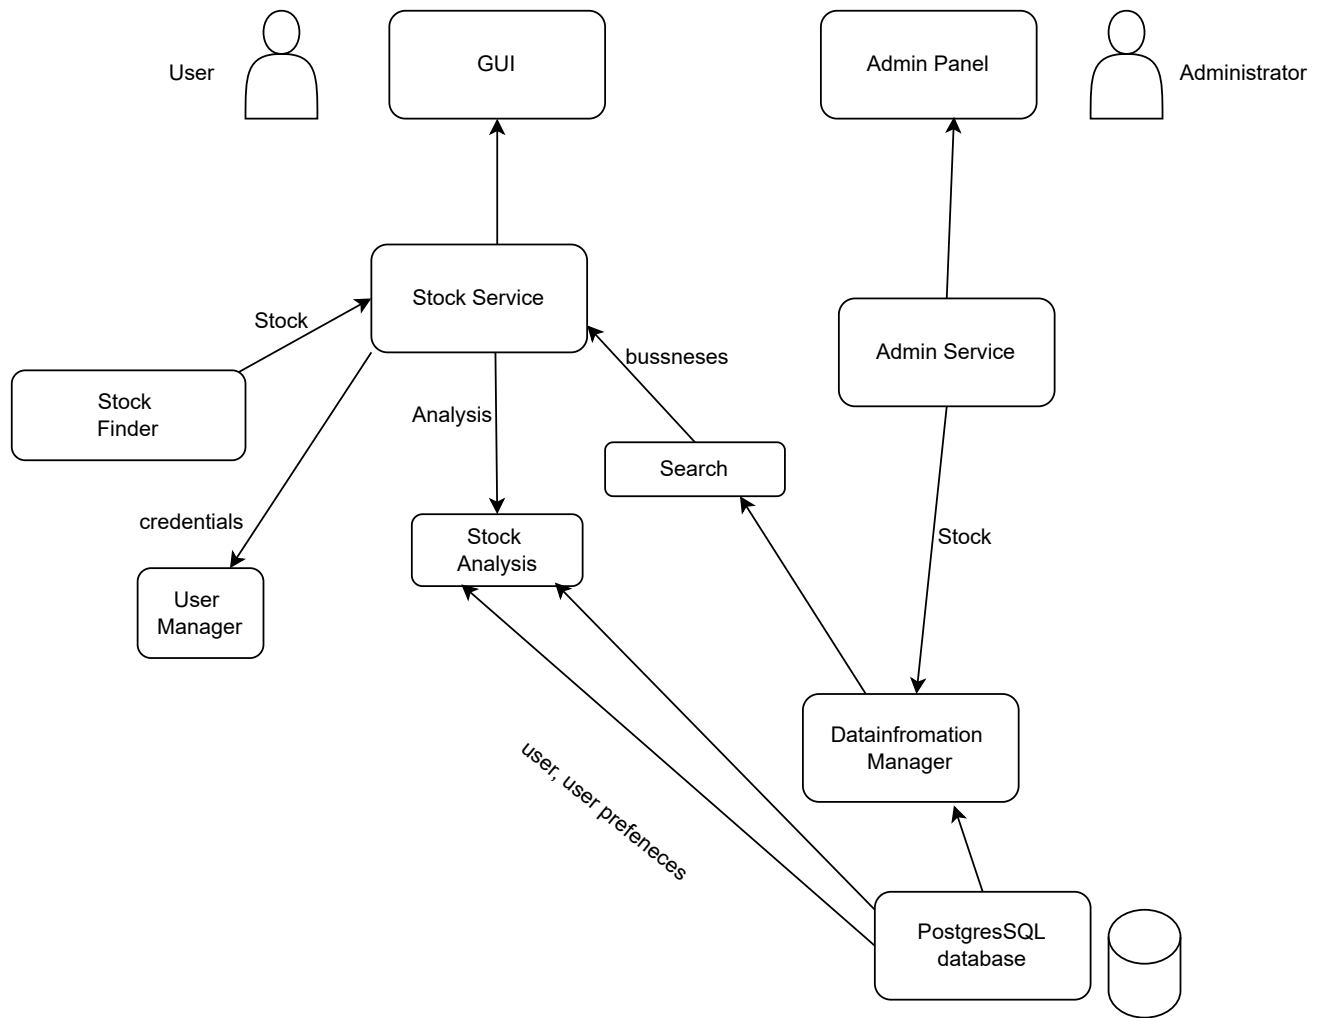 User
GUI
Admin Panel
Administrator
Stock Service
Stock
bussneses
Admin Service
Stock
Finder
Analysis
Search
credentials
Stock
Analysis
Stock
User
Manager
Datainfromation
Manager
user, user prefeneces
PostgresSQL
database